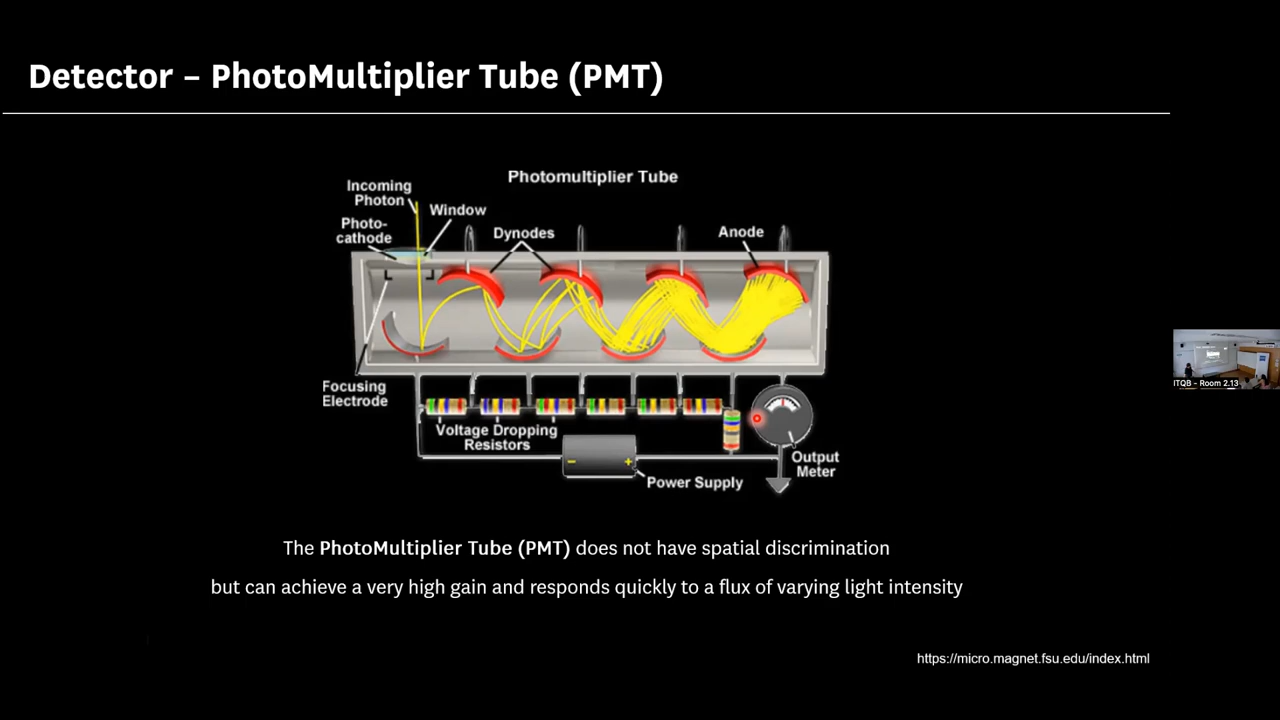 Detector – PhotoMultiplier Tube (PMT)
Photomultiplier Tube
Incoming
Photon
Window
Photo-
cathode
Dynodes
Anode
Focusing
Electrode
Voltage Dropping
Resistors
Output
Meter
Power Supply
The PhotoMultiplier Tube (PMT) does not have spatial discrimination
but can achieve a very high gain and responds quickly to a flux of varying light intensity
https://micro.magnet.fsu.edu/index.html
ITQB - Room 2.13